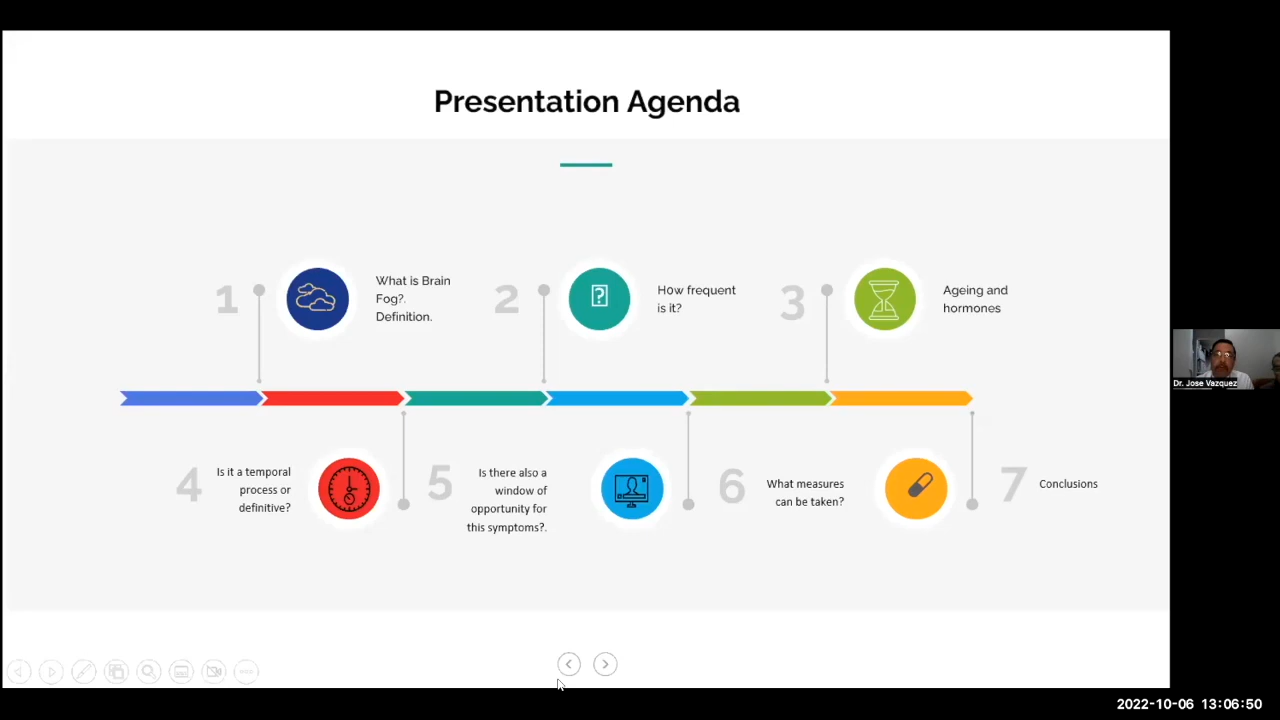 Presentation Agenda
1
What is Brain
Fog?.
Definition.
2
?
How frequent
is it?
3
Ageing and
hormones
4
Is it a temporal
process or
definitive?
5
Is there also a
window of
opportunity for
this symptoms?.
6
What measures
can be taken?
7
Conclusions
Dr. Jose Vazquez
2022-10-06 13:06:50